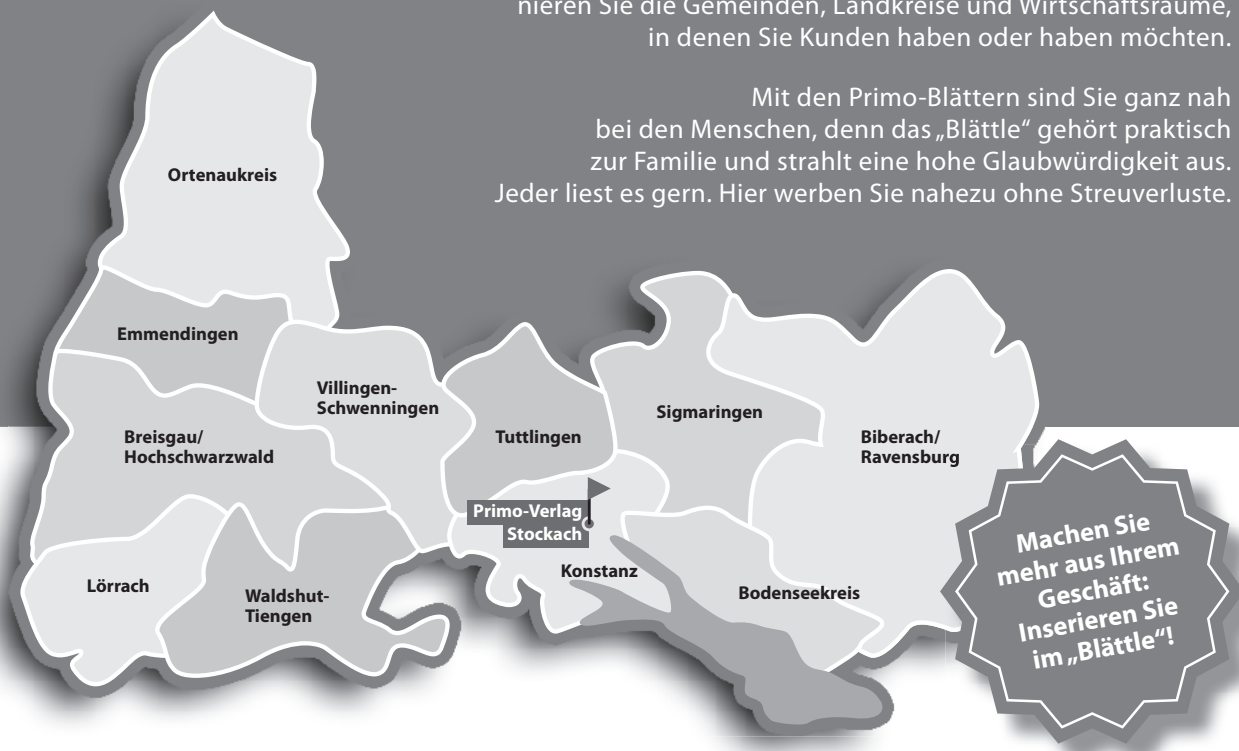 nieren Sie die Gemeinden, Landkreise und Wirtschaftsräume,
in denen Sie Kunden haben oder haben möchten.
Mit den Primo-Blättern sind Sie ganz nah
bei den Menschen, denn das „Blättle“ gehört praktisch
zur Familie und strahlt eine hohe Glaubwürdigkeit aus.
Jeder liest es gern. Hier werben Sie nahezu ohne Streuverluste.
Ortenaukreis
Emmendingen
Villingen-
Schwenningen
Breisgau/
Hochschwarzwald
Tuttlingen
Sigmaringen
Biberach/
Ravensburg
Primo-Verlag
Stockach
Konstanz
Lörrach
Waldshut-
Tiengen
Bodenseekreis
Machen Sie
mehr aus Ihrem
Geschäft:
Inserieren Sie
im „Blättle“!